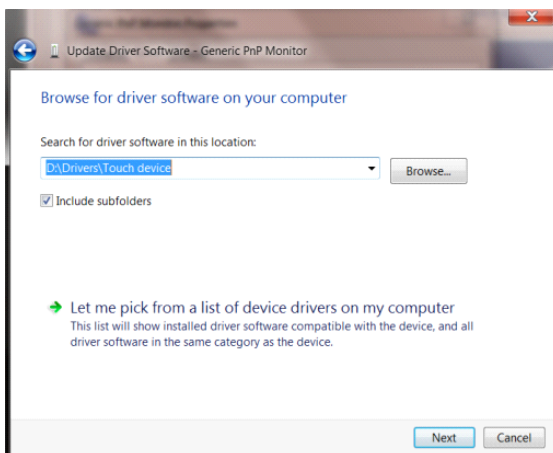 Update Driver Software - Generic PnP Monitor
Browse for driver software on your computer
Search for driver software in this location:
D:\Drivers\Touch device
Browse...
Include subfolders
Let me pick from a list of device drivers on my computer
This list will show installed driver software compatible with the device, and all
driver software in the same category as the device.
Next
Cancel